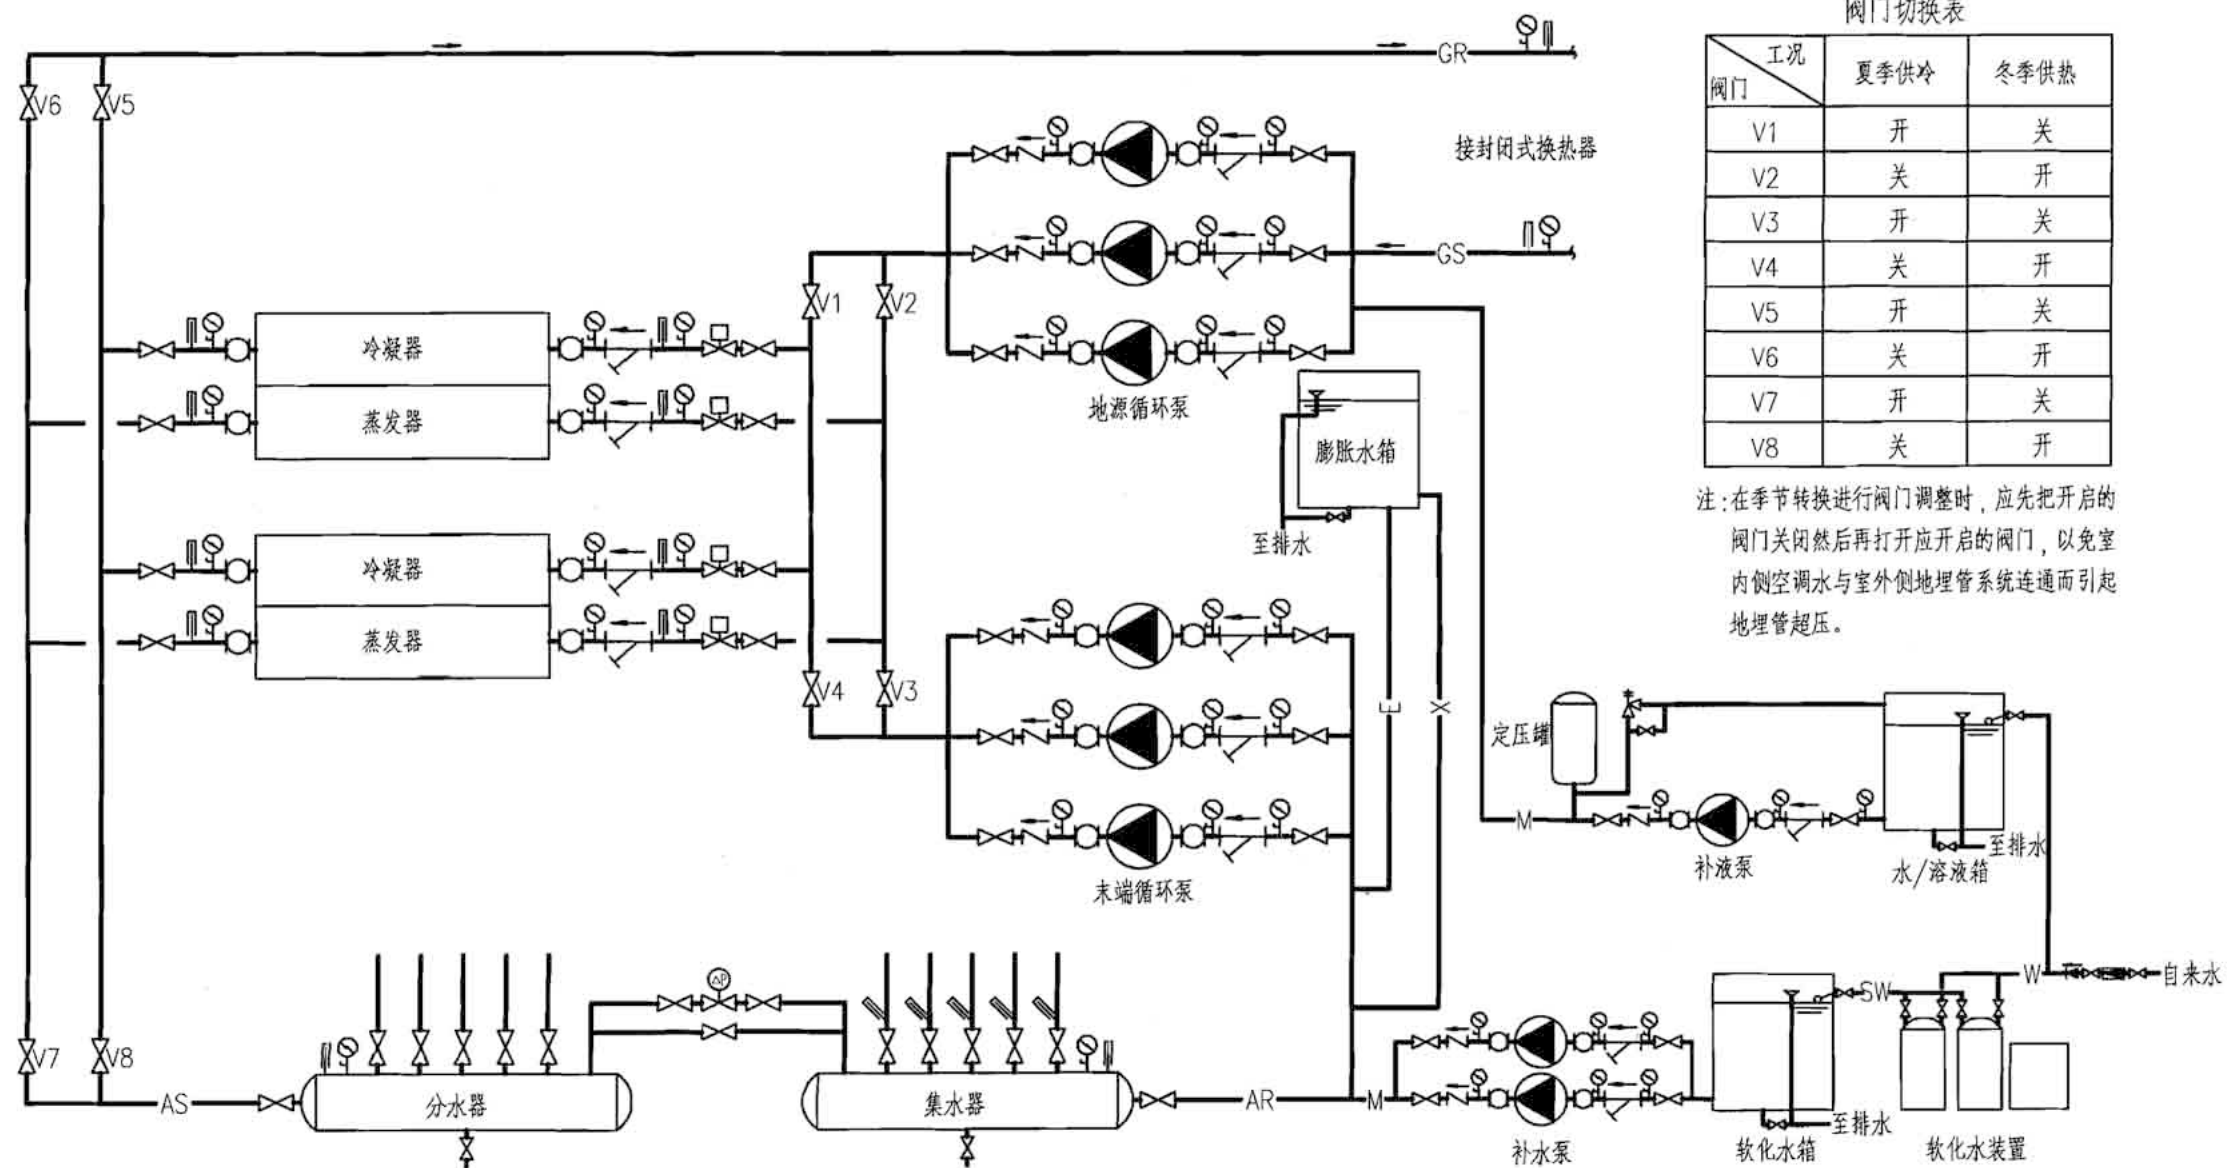 阀门切换表
工况
阀门
夏季供冷
冬季供热
V1 开 关
V2 关 开
V3 开 关
V4 关 开
V5 开 关
V6 关 开
V7 开 关
V8 关 开
注:在季节转换进行阀门调整时,应先把开启的
阀门关闭然后再打开应开启的阀门,以免室
内侧空调水与室外侧地埋管系统连通而引起
地埋管超压。
GR
V6
V5
接封闭式换热器
GS
V1
V2
冷凝器
蒸发器
地源循环泵
膨胀水箱
至排水
冷凝器
蒸发器
V4
V3
E
X
定压罐
M
补液泵
至排水
水/溶液箱
末端循环泵
W
自来水
SW
ΔP
V7
V8
AS
分水器
集水器
AR
M
至排水
补水泵
软化水箱
软化水装置